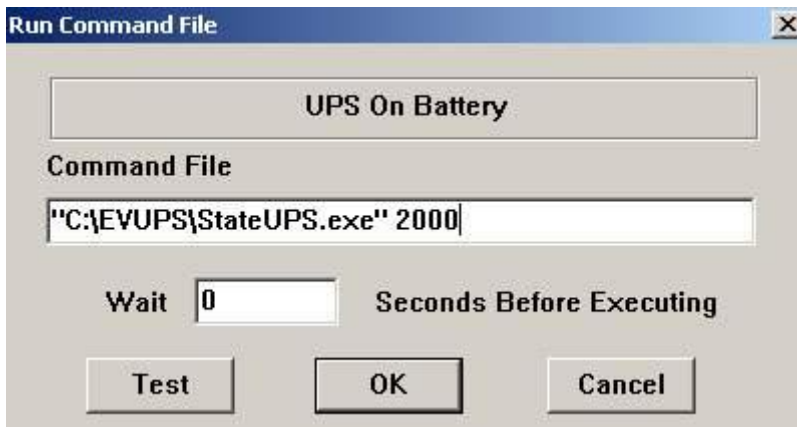 Run Command File
UPS On Battery
Command File
"C:\EVUPS\StateUPS.exe" 2000
Wait 0 Seconds Before Executing
Test OK Cancel